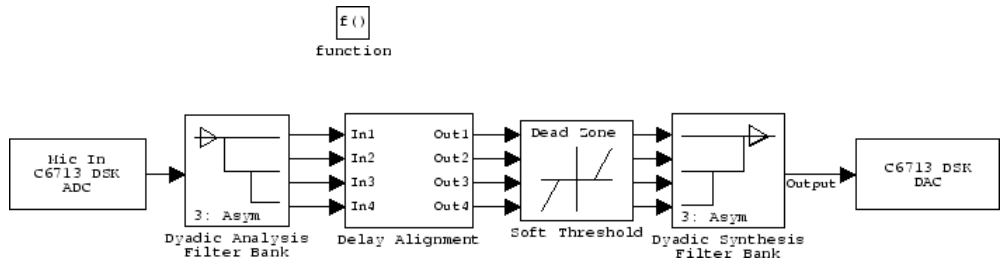 f()
function
Mic In
C6713 DSK
ADC
3: Asym
Dyadic Analysis
Filter Bank
In1
In2
In3
In4
Out1
Out2
Out3
Out4
Delay Alignment
Dead Zone
Soft Threshold
3: Asym
Dyadic Synthesis
Filter Bank
Output
C6713 DSK
DAC